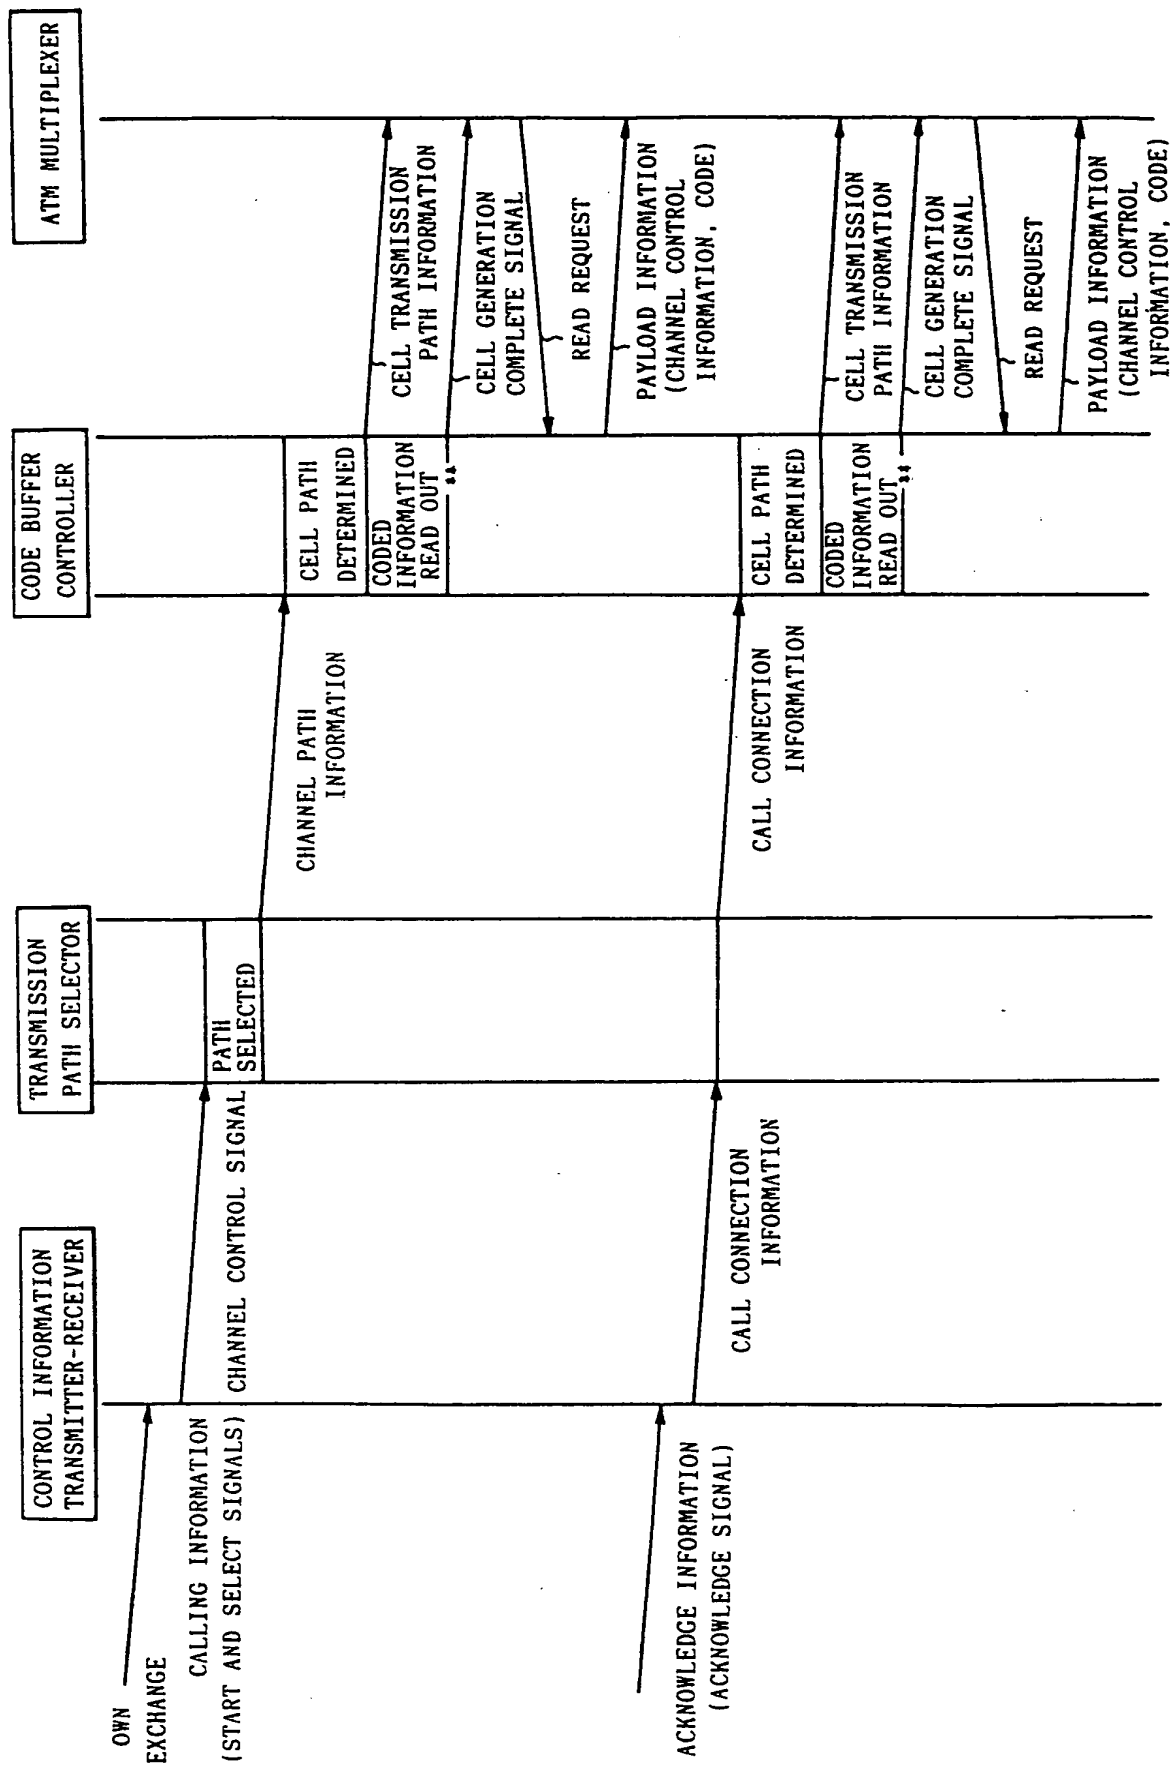 CONTROL INFORMATION
TRANSMITTER-RECEIVER
TRANSMISSION
PATH SELECTOR
CODE BUFFER
CONTROLLER
ATM MULTIPLEXER
OWN
EXCHANGE
CALLING INFORMATION
(START AND SELECT SIGNALS)
CHANNEL CONTROL SIGNAL
PATH
SELECTED
CHANNEL PATH
INFORMATION
CELL PATH
DETERMINED
CODED
INFORMATION
READ OUT
**
CELL TRANSMISSION
PATH INFORMATION
CELL GENERATION
COMPLETE SIGNAL
READ REQUEST
PAYLOAD INFORMATION
(CHANNEL CONTROL
INFORMATION, CODE)
ACKNOWLEDGE INFORMATION
(ACKNOWLEDGE SIGNAL)
CALL CONNECTION
INFORMATION
CALL CONNECTION
INFORMATION
CELL PATH
DETERMINED
CODED
INFORMATION
READ OUT
**
CELL TRANSMISSION
PATH INFORMATION
CELL GENERATION
COMPLETE SIGNAL
READ REQUEST
PAYLOAD INFORMATION
(CHANNEL CONTROL
INFORMATION, CODE)